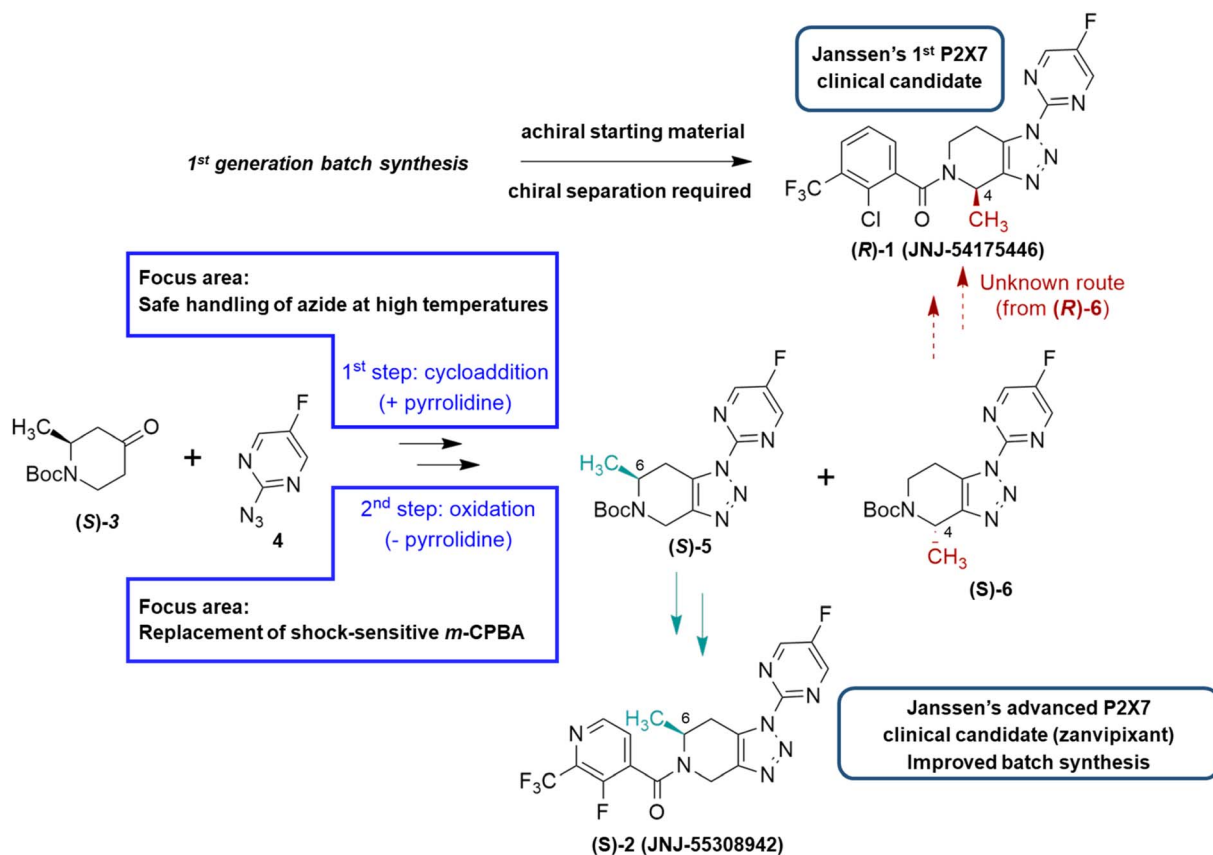 Janssen's 1st P2X7
clinical candidate
1st generation batch synthesis
achiral starting material
chiral separation required
F
N
N
N
N
N
N
F3C
Cl
O
4
CH3
(R)-1 (JNJ-54175446)
Unknown route
(from (R)-6)
Focus area:
Safe handling of azide at high temperatures
1st step: cycloaddition
(+ pyrrolidine)
H3C
O
N
Boc
(S)-3
+
F
N
N
N3
4
2nd step: oxidation
(- pyrrolidine)
Focus area:
Replacement of shock-sensitive m-CPBA
F
N
N
6
H3C
N
N
N
BocN
(S)-5
+
F
N
N
N
N
N
BocN
4
CH3
(S)-6
F
N
N
6
H3C
N
N
N
N
N
F3C
F
O
(S)-2 (JNJ-55308942)
Janssen's advanced P2X7
clinical candidate (zanvipixant)
Improved batch synthesis